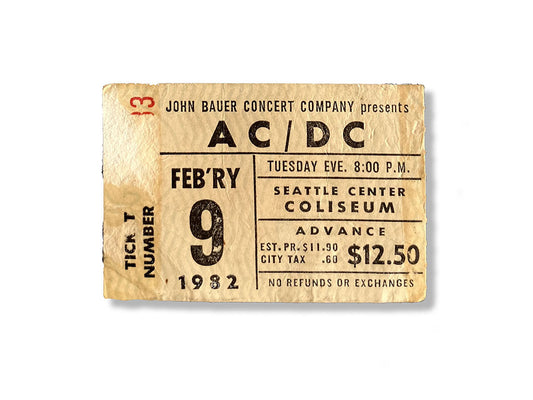 33
TICKET
NUMBER
JOHN BAUER CONCERT COMPANY presents
AC/DC
FEB'RY
9
1982
TUESDAY EVE. 8:00 P.M.
SEATTLE CENTER
COLISEUM
ADVANCE
EST. PR. $11.90
CITY TAX .60
$12.50
NO REFUNDS OR EXCHANGES